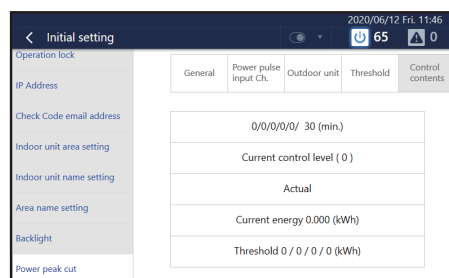 2020/06/12 Fri. 11:46
Initial setting
65
0
Operation lock
IP Address
Check Code email address
Indoor unit area setting
Indoor unit name setting
Area name setting
Backlight
Power peak cut
General
Power pulse
input Ch.
Outdoor unit
Threshold
Control
contents
0/0/0/0/ 30 (min.)
Current control level ( 0 )
Actual
Current energy 0.000 (kWh)
Threshold 0 / 0 / 0 / 0 (kWh)